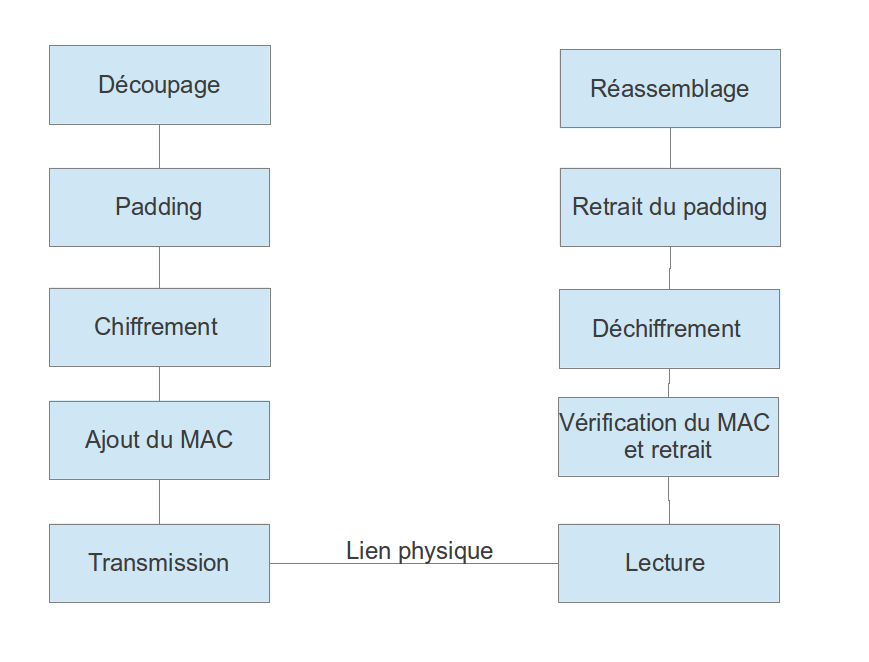 Découpage
Padding
Chiffrement
Ajout du MAC
Transmission
Lien physique
Réassemblage
Retrait du padding
Déchiffrement
Vérification du MAC
et retrait
Lecture